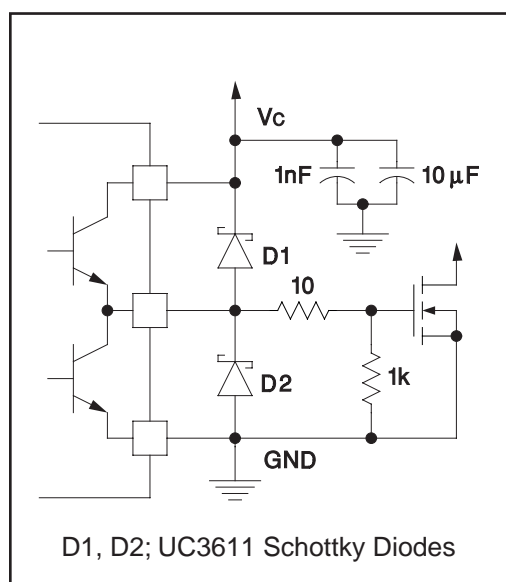 Vc
1nF
10 µF
D1
10
D2
1k
GND
D1, D2; UC3611 Schottky Diodes